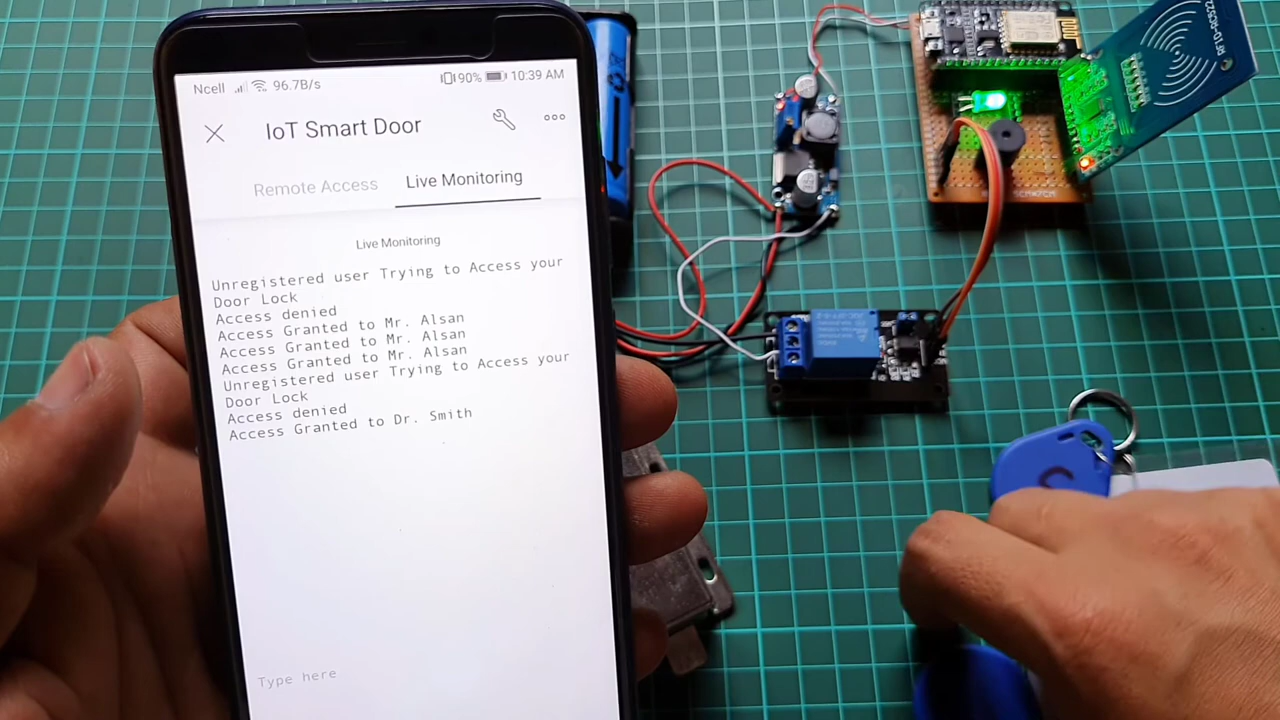 Ncell 96.7B/s 90% 10:39 AM
IoT Smart Door
Remote Access Live Monitoring
Live Monitoring
Unregistered user Trying to Access your
Door Lock
Access denied
Access Granted to Mr. Alsan
Access Granted to Mr. Alsan
Access Granted to Mr. Alsan
Unregistered user Trying to Access your
Door Lock
Access denied
Access Granted to Dr. Smith
Type here
RFID-RC522